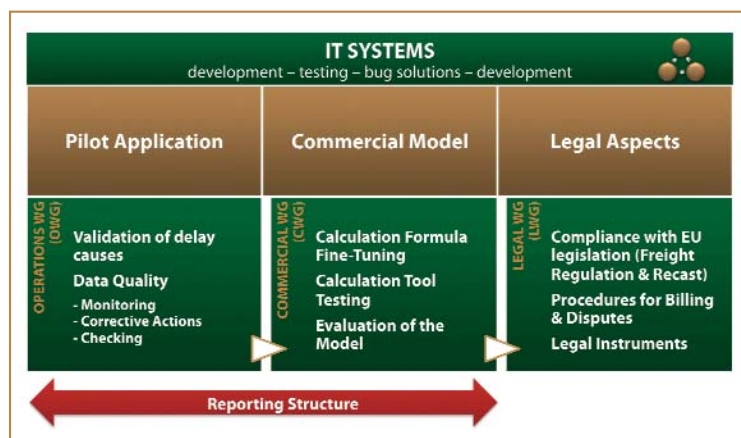 IT SYSTEMS
development – testing – bug solutions – development
Pilot Application
Commercial Model
Legal Aspects
OPERATIONS WG
(OWG)
Validation of delay
causes
Data Quality
- Monitoring
- Corrective Actions
- Checking
COMMERCIAL WG
(CWG)
Calculation Formula
Fine-Tuning
Calculation Tool
Testing
Evaluation of the
Model
LEGAL WG
(LWG)
Compliance with EU
legislation (Freight
Regulation & Recast)
Procedures for Billing
& Disputes
Legal Instruments
Reporting Structure